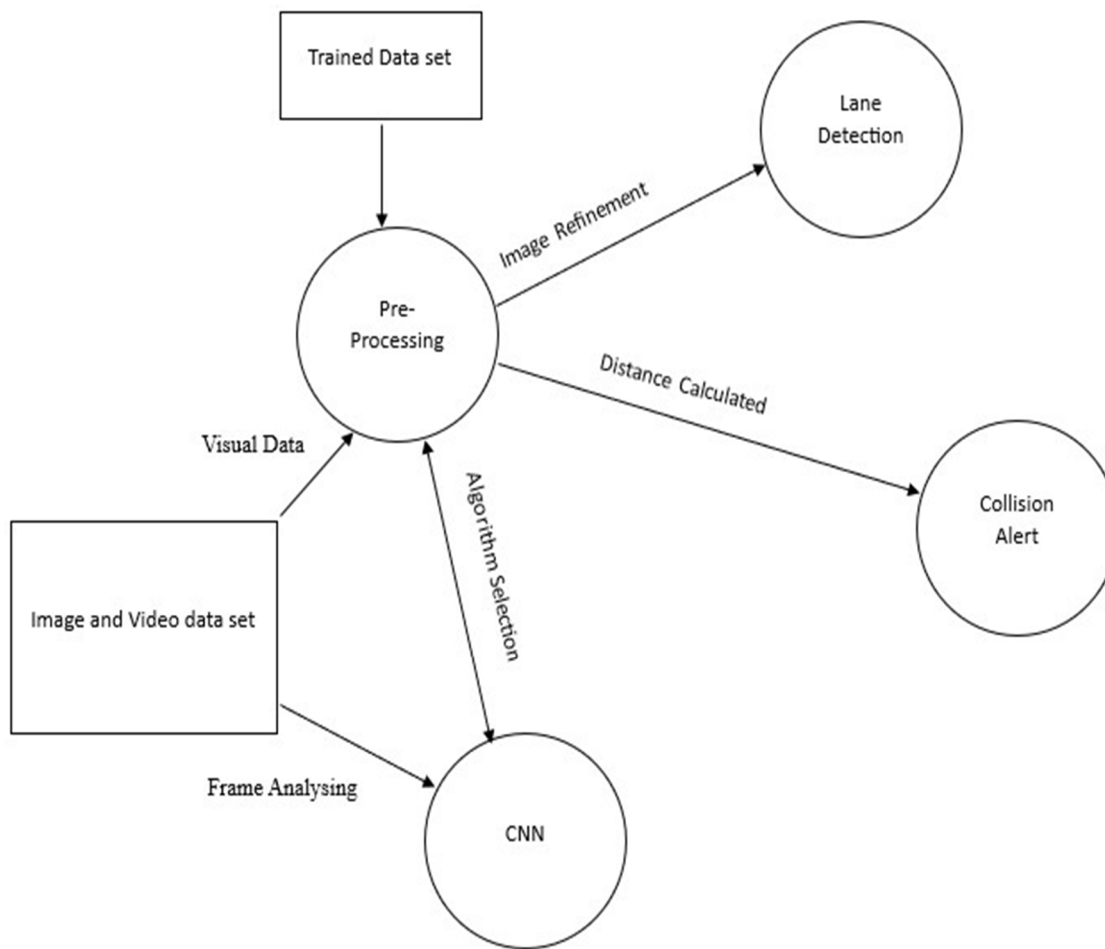 Trained Data set
Lane
Detection
Image Refinement
Pre-
Processing
Distance Calculated
Visual Data
Algorithm Selection
Collision
Alert
Image and Video data set
Frame Analysing
CNN